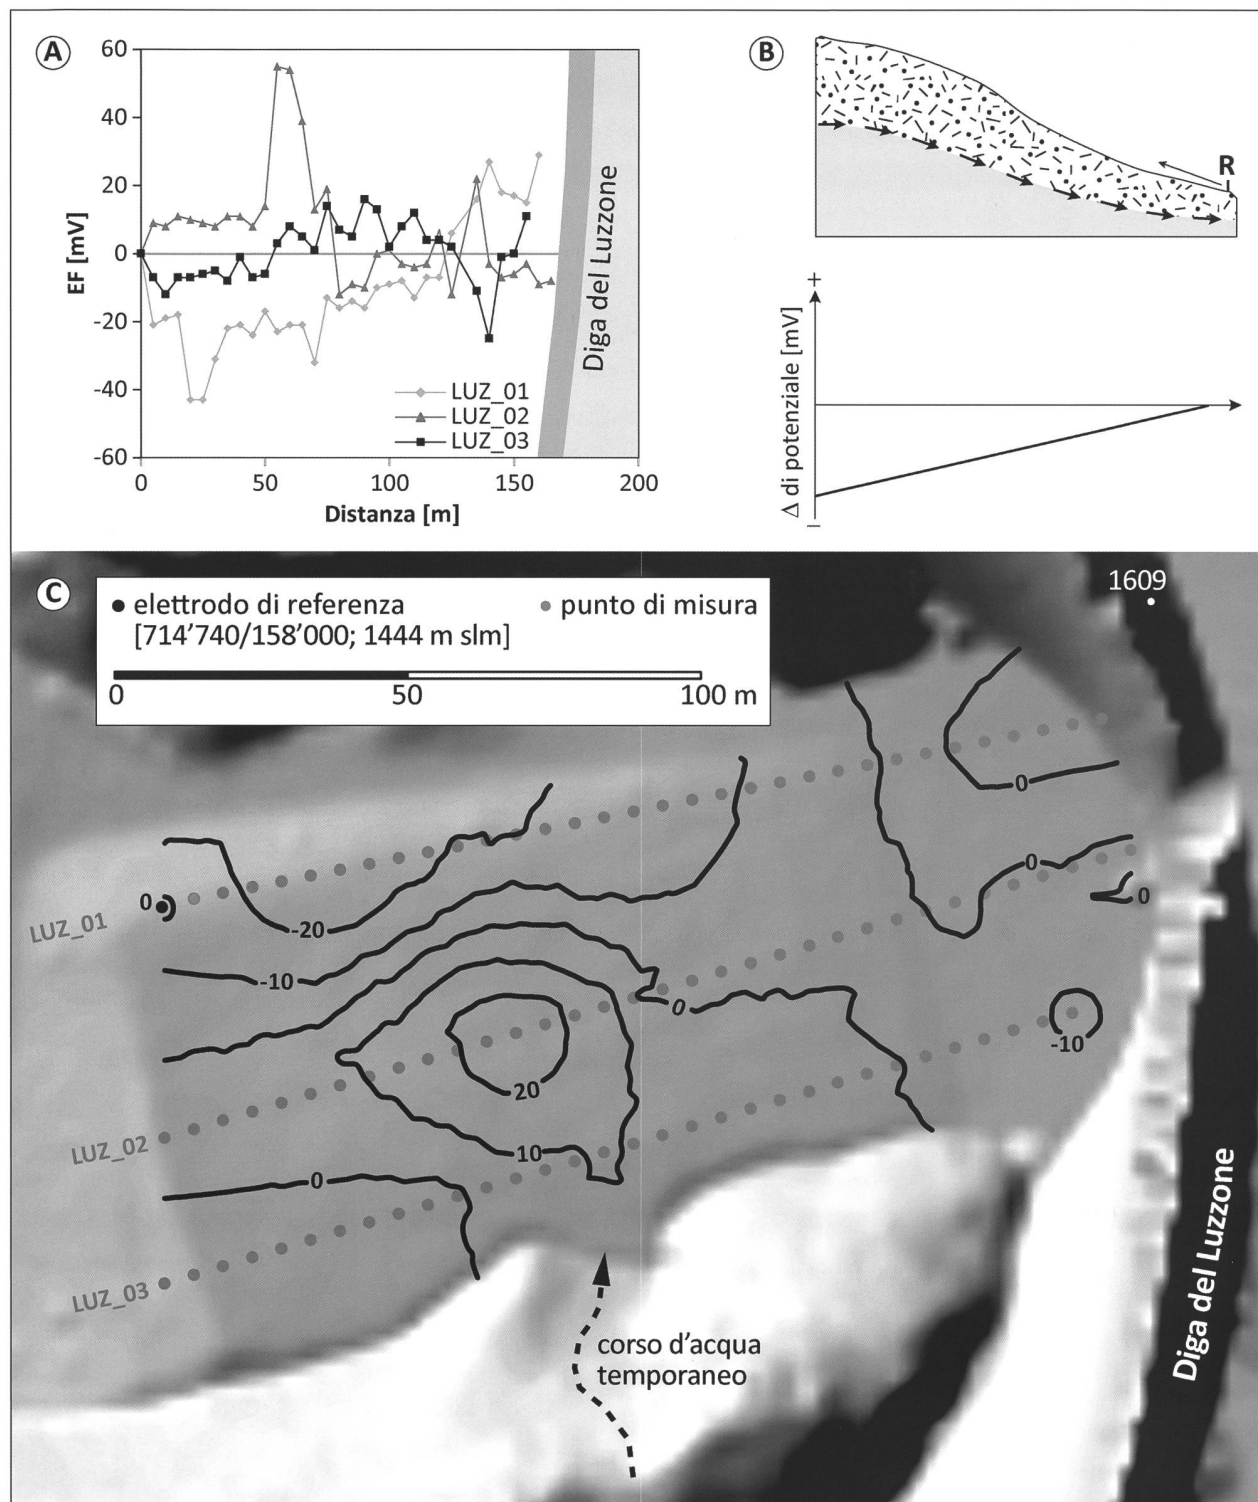 A
60
40
20
0
-20
-40
-60
EF [mV]
0
50
100
150
200
Distanza [m]
LUZ_01
LUZ_02
LUZ_03
Diga del Luzzone
B
R
+
Δ di potenziale [mV]
–
C
elettrodo di referenza
[714'740/158'000; 1444 m slm]
punto di misura
0
50
100 m
1609
0
0
LUZ_01
0
-20
0
-10
0
-10
20
LUZ_02
10
0
LUZ_03
corso d'acqua
temporaneo
Diga del Luzzone